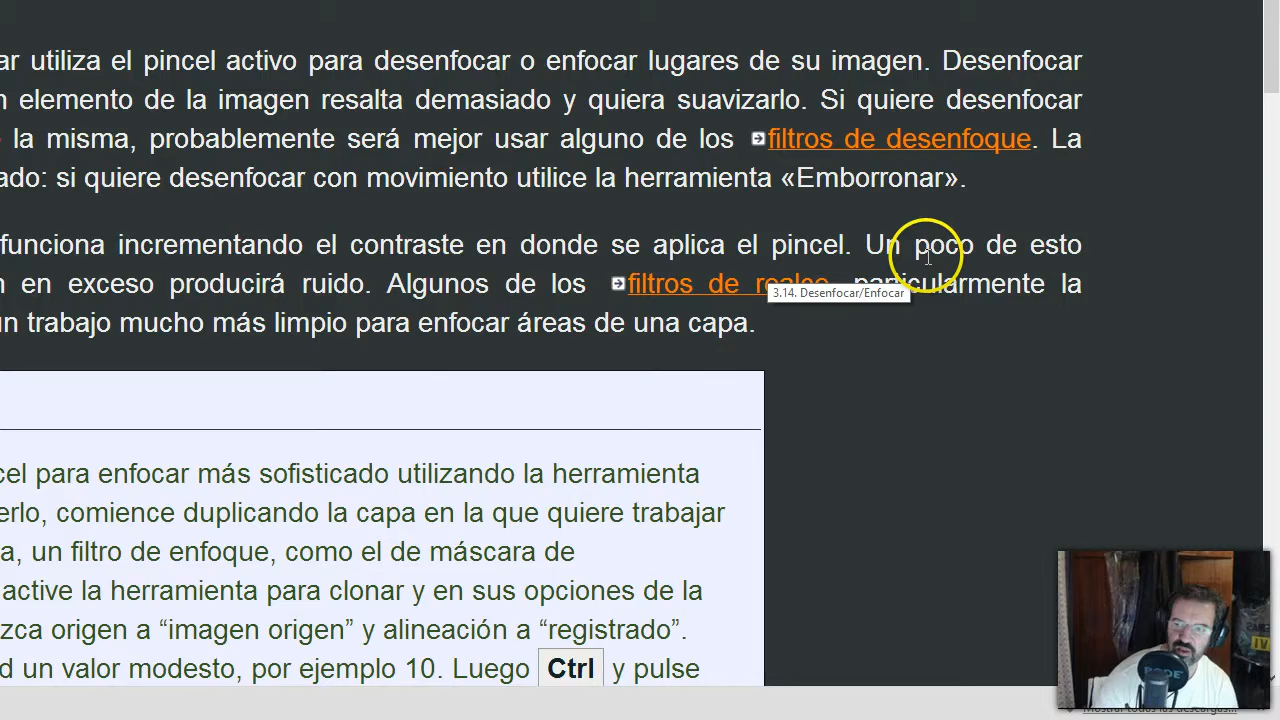 ar utiliza el pincel activo para desenfocar o enfocar lugares de su imagen. Desenfocar
n elemento de la imagen resalta demasiado y quiera suavizarlo. Si quiere desenfocar
la misma, probablemente será mejor usar alguno de los filtros de desenfoque. La
ado: si quiere desenfocar con movimiento utilice la herramienta «Emborronar».
funciona incrementando el contraste en donde se aplica el pincel. Un poco de esto
n en exceso producirá ruido. Algunos de los filtros de realce, particularmente la
3.14. Desenfocar/Enfocar
un trabajo mucho más limpio para enfocar áreas de una capa.
cel para enfocar más sofisticado utilizando la herramienta
erlo, comience duplicando la capa en la que quiere trabajar
a, un filtro de enfoque, como el de máscara de
active la herramienta para clonar y en sus opciones de la
zca origen a “imagen origen” y alineación a “registrado”.
d un valor modesto, por ejemplo 10. Luego Ctrl y pulse
RODE
Mostrar todas las descargas...